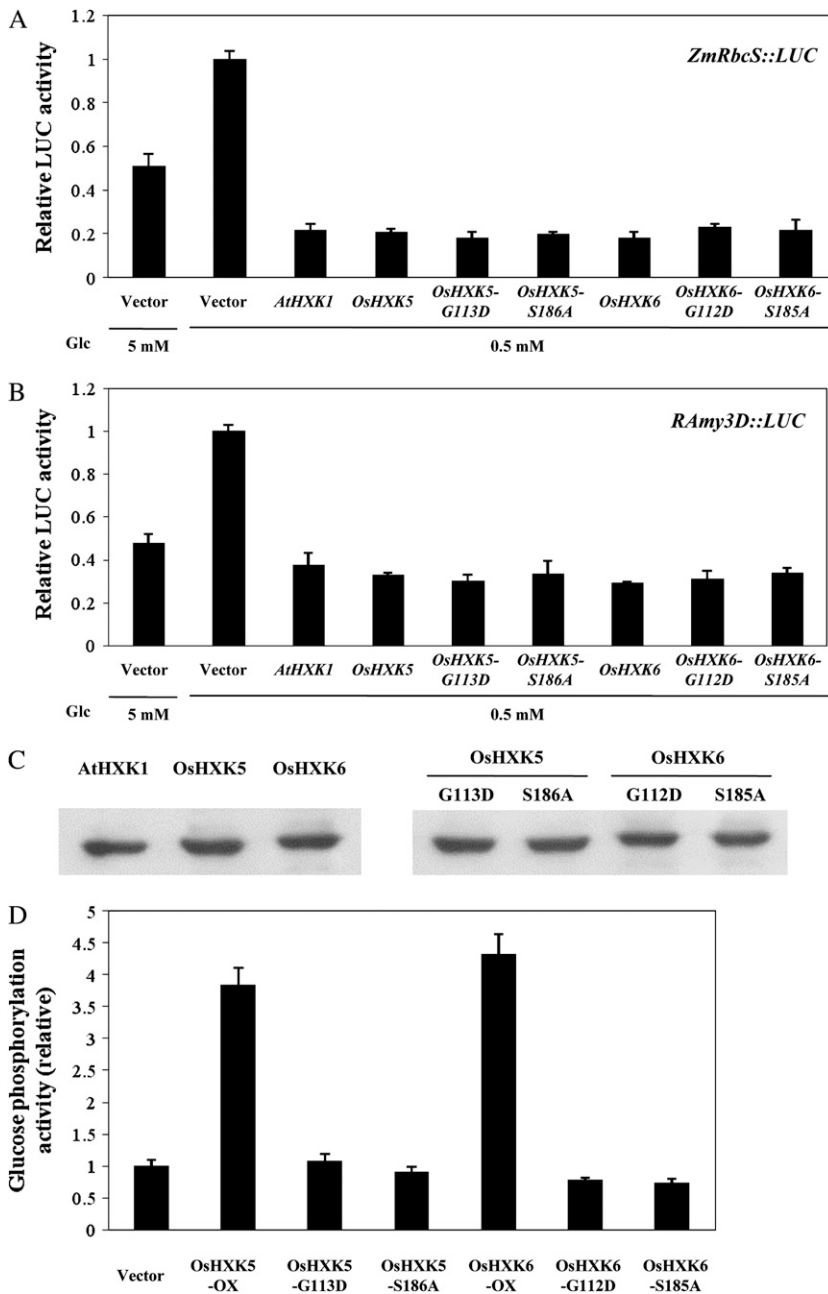 A
Relative LUC activity
1.2
1
0.8
0.6
0.4
0.2
0
ZmRbcS::LUC
Vector Vector AtHXK1 OsHXK5 OsHXK5- OsHXK5- OsHXK6 OsHXK6- OsHXK6-
G113D S186A G112D S185A
Glc 5 mM 0.5 mM
B
Relative LUC activity
1.2
1
0.8
0.6
0.4
0.2
0
RAmy3D::LUC
Vector Vector AtHXK1 OsHXK5 OsHXK5- OsHXK5- OsHXK6 OsHXK6- OsHXK6-
G113D S186A G112D S185A
Glc 5 mM 0.5 mM
C
AtHXK1 OsHXK5 OsHXK6
OsHXK5 OsHXK6
G113D S186A G112D S185A
D
Glucose phosphorylation
activity (relative)
5
4.5
4
3.5
3
2.5
2
1.5
1
0.5
0
Vector OsHXK5 OsHXK5 OsHXK5 OsHXK6 OsHXK6 OsHXK6
-OX -G113D -S186A -OX -G112D -S185A